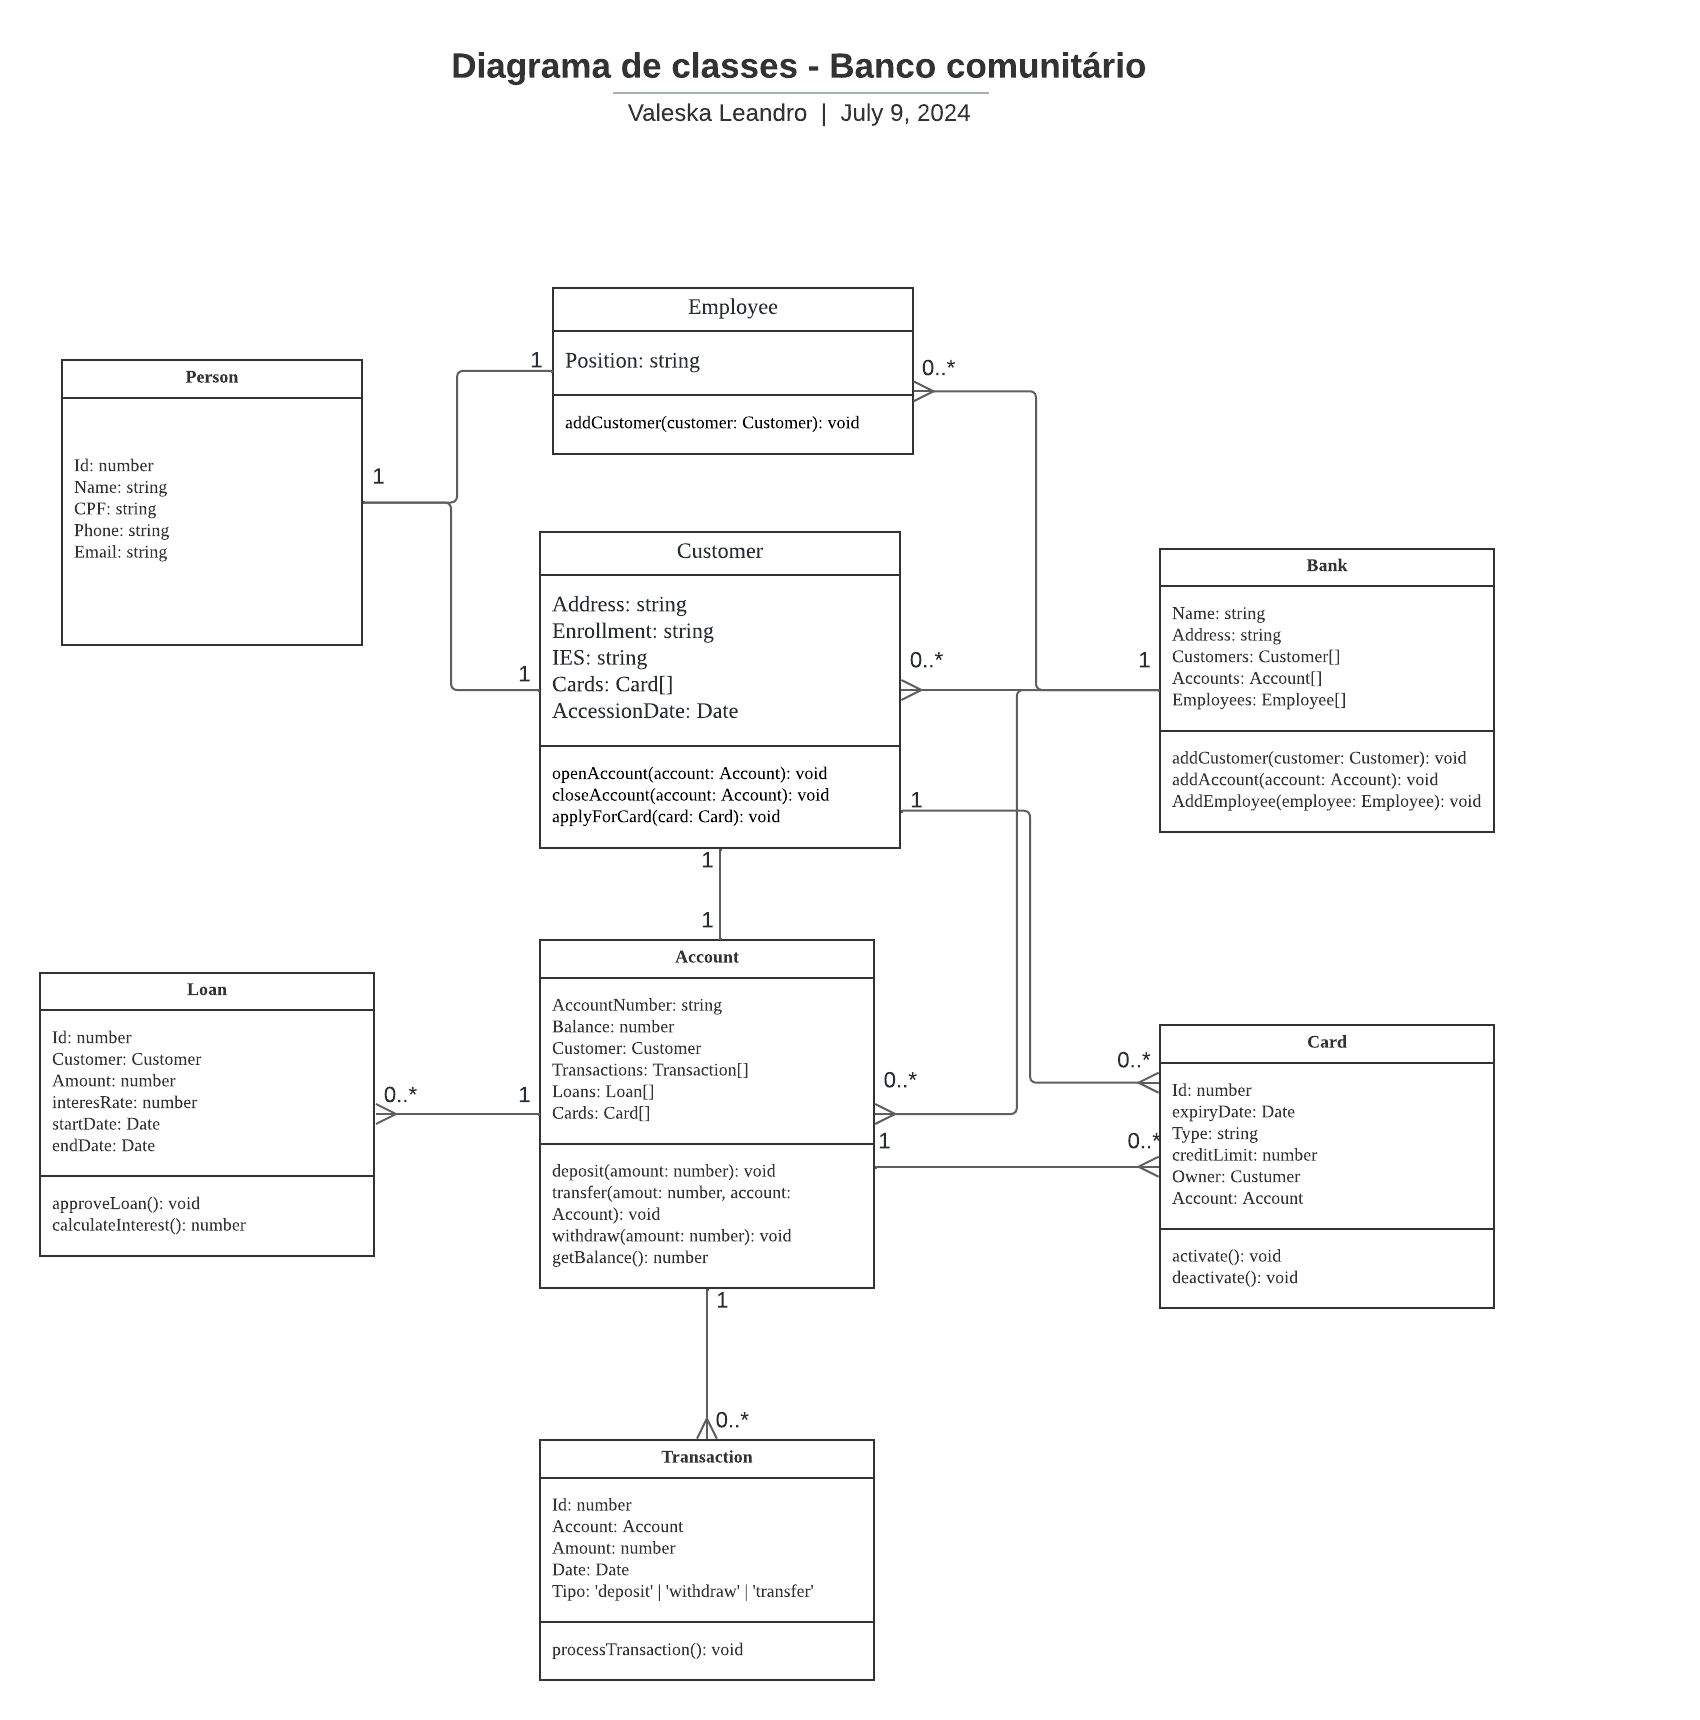 Diagrama de classes - Banco comunitário
Valeska Leandro | July 9, 2024
Employee
Position: string
addCustomer(customer: Customer): void
1
0..*
Person
Id: number
Name: string
CPF: string
Phone: string
Email: string
1
Customer
Address: string
Enrollment: string
IES: string
Cards: Card[]
AccessionDate: Date
openAccount(account: Account): void
closeAccount(account: Account): void
applyForCard(card: Card): void
1
0..*
1
1
Bank
Name: string
Address: string
Customers: Customer[]
Accounts: Account[]
Employees: Employee[]
addCustomer(customer: Customer): void
addAccount(account: Account): void
AddEmployee(employee: Employee): void
1
1
Account
AccountNumber: string
Balance: number
Customer: Customer
Transactions: Transaction[]
Loans: Loan[]
Cards: Card[]
deposit(amount: number): void
transfer(amout: number, account:
Account): void
withdraw(amount: number): void
getBalance(): number
Loan
Id: number
Customer: Customer
Amount: number
interesRate: number
startDate: Date
endDate: Date
approveLoan(): void
calculateInterest(): number
0..*
1
0..*
1
0..*
0..*
Card
Id: number
expiryDate: Date
Type: string
creditLimit: number
Owner: Custumer
Account: Account
activate(): void
deactivate(): void
1
0..*
Transaction
Id: number
Account: Account
Amount: number
Date: Date
Tipo: 'deposit' | 'withdraw' | 'transfer'
processTransaction(): void